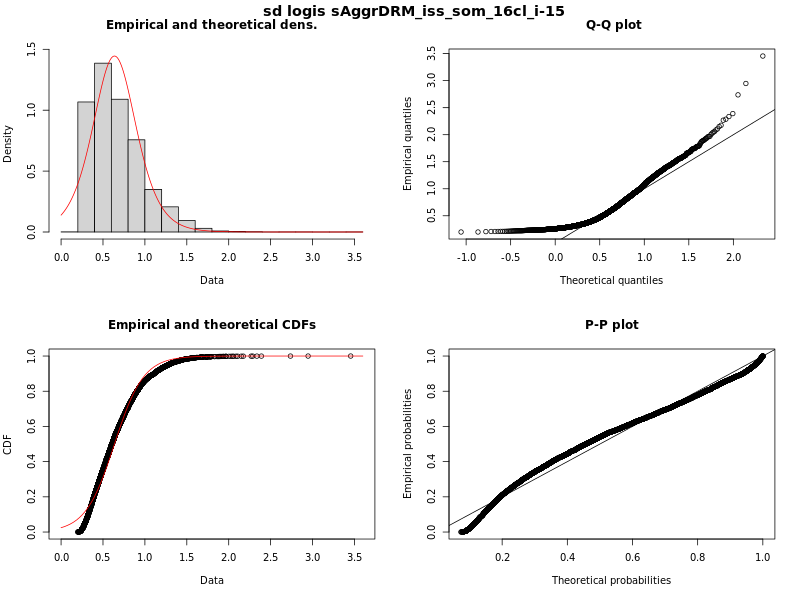 sd logis sAggrDRM_iss_som_16cl_i-15
Empirical and theoretical dens.
Density
0.0 0.5 1.0 1.5
0.0 0.5 1.0 1.5 2.0 2.5 3.0 3.5
Data
Q-Q plot
Empirical quantiles
0.5 1.0 1.5 2.0 2.5 3.0 3.5
-1.0 -0.5 0.0 0.5 1.0 1.5 2.0
Theoretical quantiles
Empirical and theoretical CDFs
CDF
0.0 0.2 0.4 0.6 0.8 1.0
0.0 0.5 1.0 1.5 2.0 2.5 3.0 3.5
Data
P-P plot
Empirical probabilities
0.0 0.2 0.4 0.6 0.8 1.0
0.2 0.4 0.6 0.8 1.0
Theoretical probabilities